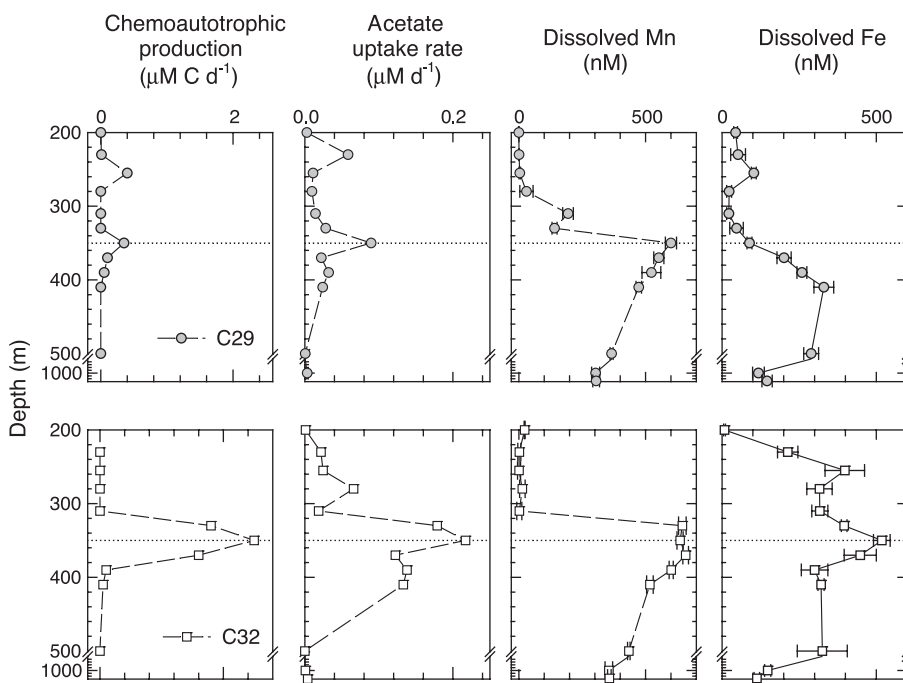 Chemoautotrophic
production
(μM C d⁻¹)
Acetate
uptake rate
(μM d⁻¹)
Dissolved Mn
(nM)
Dissolved Fe
(nM)
0 2 0.0 0.2 0 500 0 500
200
300
400
500
1000
C29
Depth (m)
200
300
400
500
1000
C32